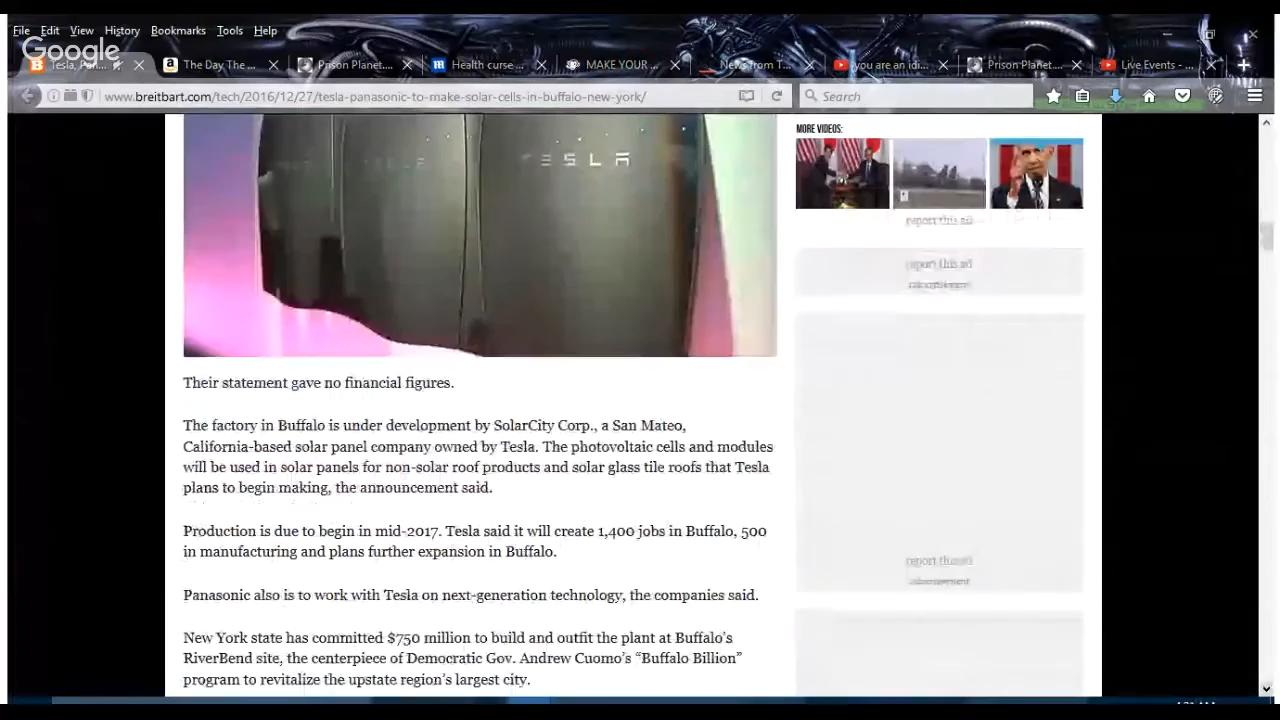 File Edit View History Bookmarks Tools Help
Google
Tesla, Pan...
The Day The ...
Prison Planet...
Health curse ...
MAKE YOUR ...
News from T...
you are an idi...
Prison Planet...
Live Events - ...
www.breitbart.com/tech/2016/12/27/tesla-panasonic-to-make-solar-cells-in-buffalo-new-york/
Search
MORE VIDEOS:
TESLA
report this ad
report this ad
advertisement
Their statement gave no financial figures.
The factory in Buffalo is under development by SolarCity Corp., a San Mateo,
California-based solar panel company owned by Tesla. The photovoltaic cells and modules
will be used in solar panels for non-solar roof products and solar glass tile roofs that Tesla
plans to begin making, the announcement said.
Production is due to begin in mid-2017. Tesla said it will create 1,400 jobs in Buffalo, 500
in manufacturing and plans further expansion in Buffalo.
report this ad
advertisement
Panasonic also is to work with Tesla on next-generation technology, the companies said.
New York state has committed $750 million to build and outfit the plant at Buffalo’s
RiverBend site, the centerpiece of Democratic Gov. Andrew Cuomo’s “Buffalo Billion”
program to revitalize the upstate region’s largest city.